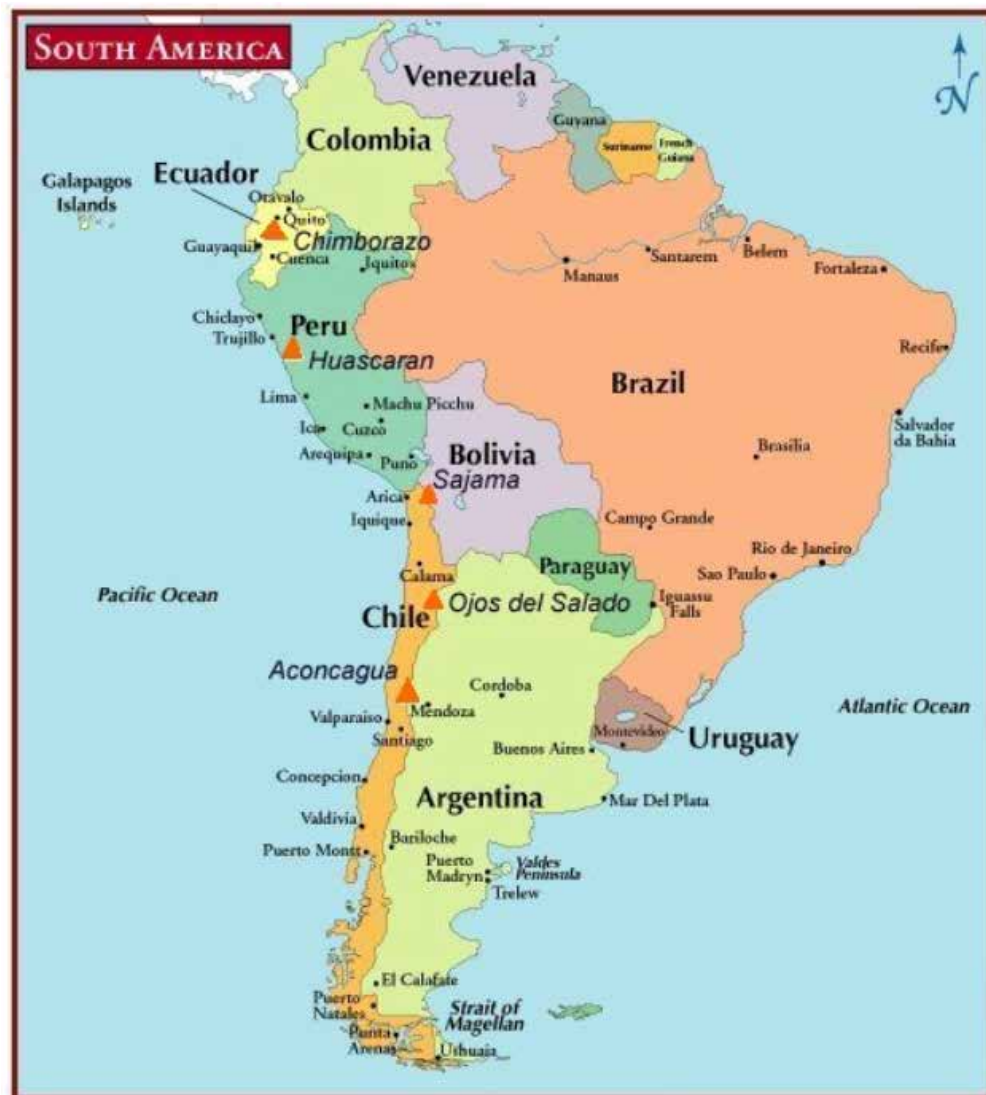 SOUTH AMERICA
N
Venezuela
Guyana
Suriname
French
Guiana
Colombia
Ecuador
Galapagos
Islands
Otavalo
Quito
Chimborazo
Guayaquil
Cuenca
Iquitos
Manaus
Santarem
Belem
Fortaleza
Chiclayo
Trujillo
Peru
Huascaran
Recife
Brazil
Lima
Machu Picchu
Ica
Cuzco
Salvador
da Bahia
Arequipa
Puno
Bolivia
Brasilia
Sajama
Arica
Iquique
Campo Grande
Rio de Janeiro
Calama
Paraguay
Sao Paulo
Pacific Ocean
Ojos del Salado
Iguassu
Falls
Chile
Aconcagua
Cordoba
Mendoza
Valparaiso
Santiago
Atlantic Ocean
Montevideo
Uruguay
Buenos Aires
Concepcion
Argentina
Mar Del Plata
Valdivia
Bariloche
Puerto Montt
Puerto
Madryn
Valdes
Peninsula
Trelew
El Calafate
Puerto
Natales
Strait of
Magellan
Punta
Arenas
Ushuaia